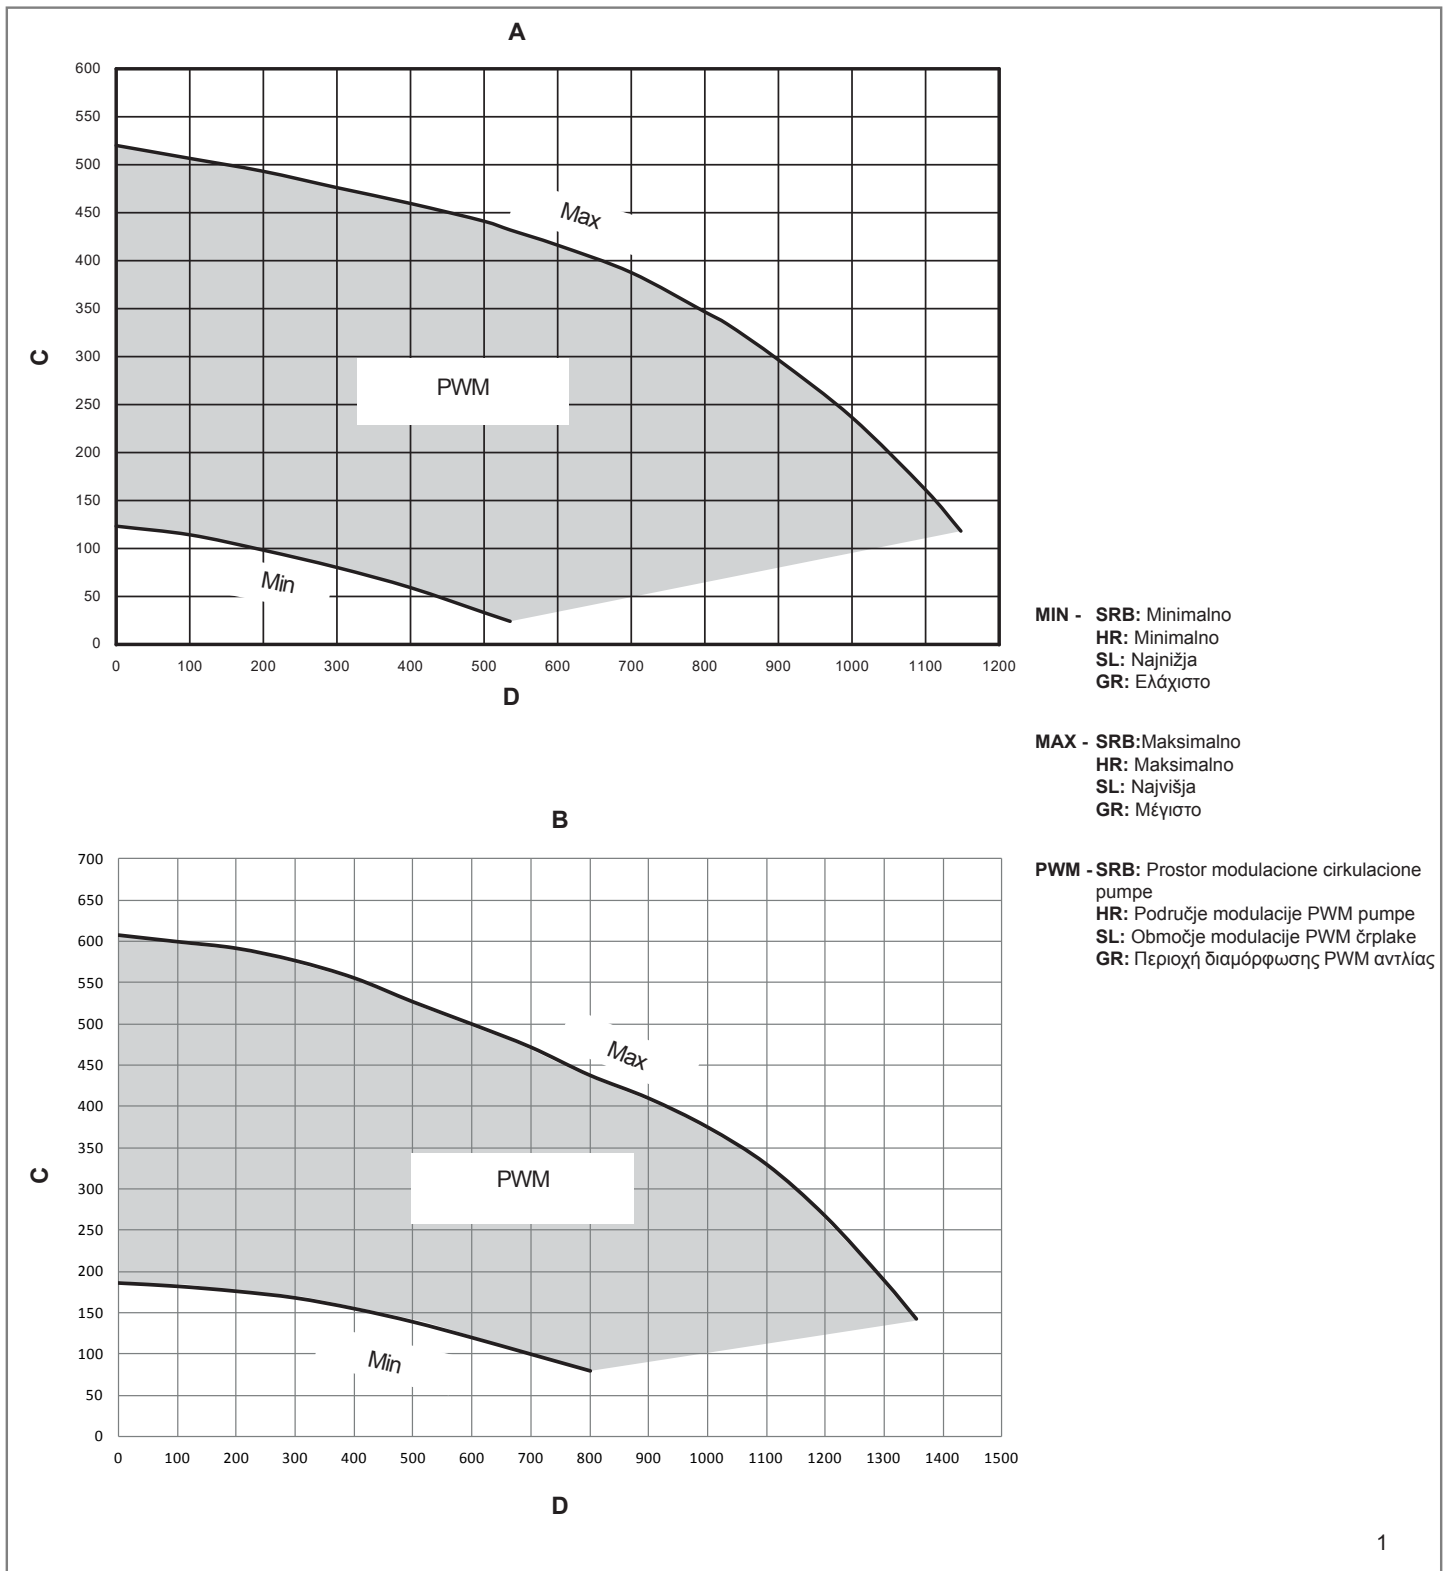 A
600
550
500
450
400
350
300
250
200
150
100
50
0
C
Max
PWM
Min
0 100 200 300 400 500 600 700 800 900 1000 1100 1200
D
MIN - SRB: Minimalno
HR: Minimalno
SL: Najnižja
GR: Ελάχιστο
MAX - SRB:Maksimalno
HR: Maksimalno
SL: Najvišja
GR: Μέγιστο
B
PWM - SRB: Prostor modulacione cirkulacione
pumpe
HR: Područje modulacije PWM pumpe
SL: Območje modulacije PWM črplake
GR: Περιοχή διαμόρφωσης PWM αντλίας
700
650
600
550
500
450
400
350
300
250
200
150
100
50
0
C
Max
PWM
Min
0 100 200 300 400 500 600 700 800 900 1000 1100 1200 1300 1400 1500
D
1